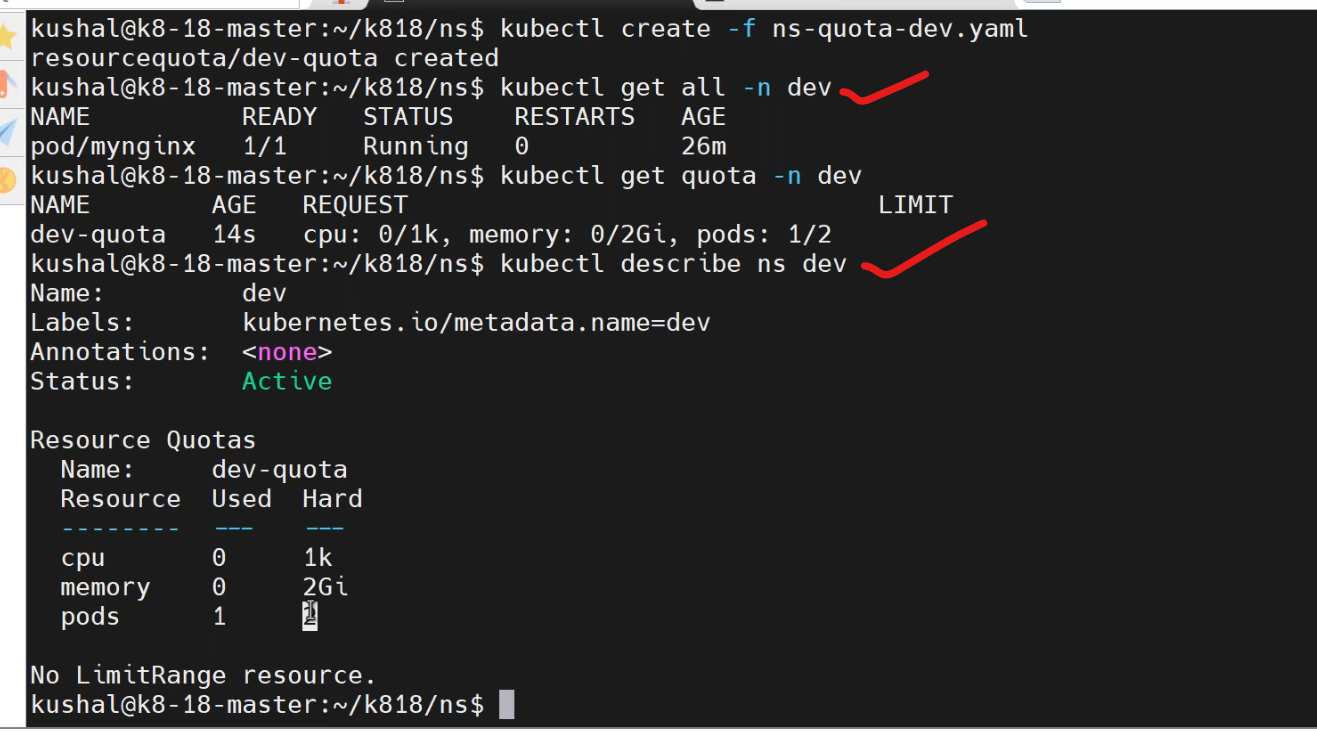 kushal@k8-18-master:~/k818/ns$ kubectl create -f ns-quota-dev.yaml
resourcequota/dev-quota created
kushal@k8-18-master:~/k818/ns$ kubectl get all -n dev
NAME READY STATUS RESTARTS AGE
pod/mynginx 1/1 Running 0 26m
kushal@k8-18-master:~/k818/ns$ kubectl get quota -n dev
NAME AGE REQUEST LIMIT
dev-quota 14s cpu: 0/1k, memory: 0/2Gi, pods: 1/2
kushal@k8-18-master:~/k818/ns$ kubectl describe ns dev
Name: dev
Labels: kubernetes.io/metadata.name=dev
Annotations: <none>
Status: Active
Resource Quotas
Name: dev-quota
Resource Used Hard
-------- --- ---
cpu 0 1k
memory 0 2Gi
pods 1 2
No LimitRange resource.
kushal@k8-18-master:~/k818/ns$